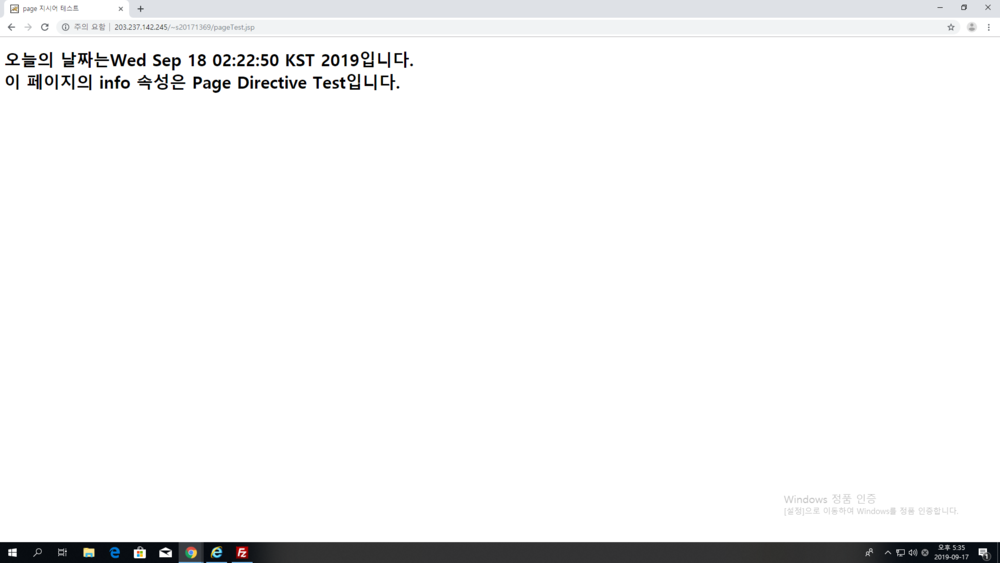 page 지시어 테스트
주의 요함 203.237.142.245/~s20171369/pageTest.jsp
오늘의 날짜는Wed Sep 18 02:22:50 KST 2019입니다.
이 페이지의 info 속성은 Page Directive Test입니다.
Windows 정품 인증
[설정]으로 이동하여 Windows를 정품 인증합니다.
오후 5:35
2019-09-17
1